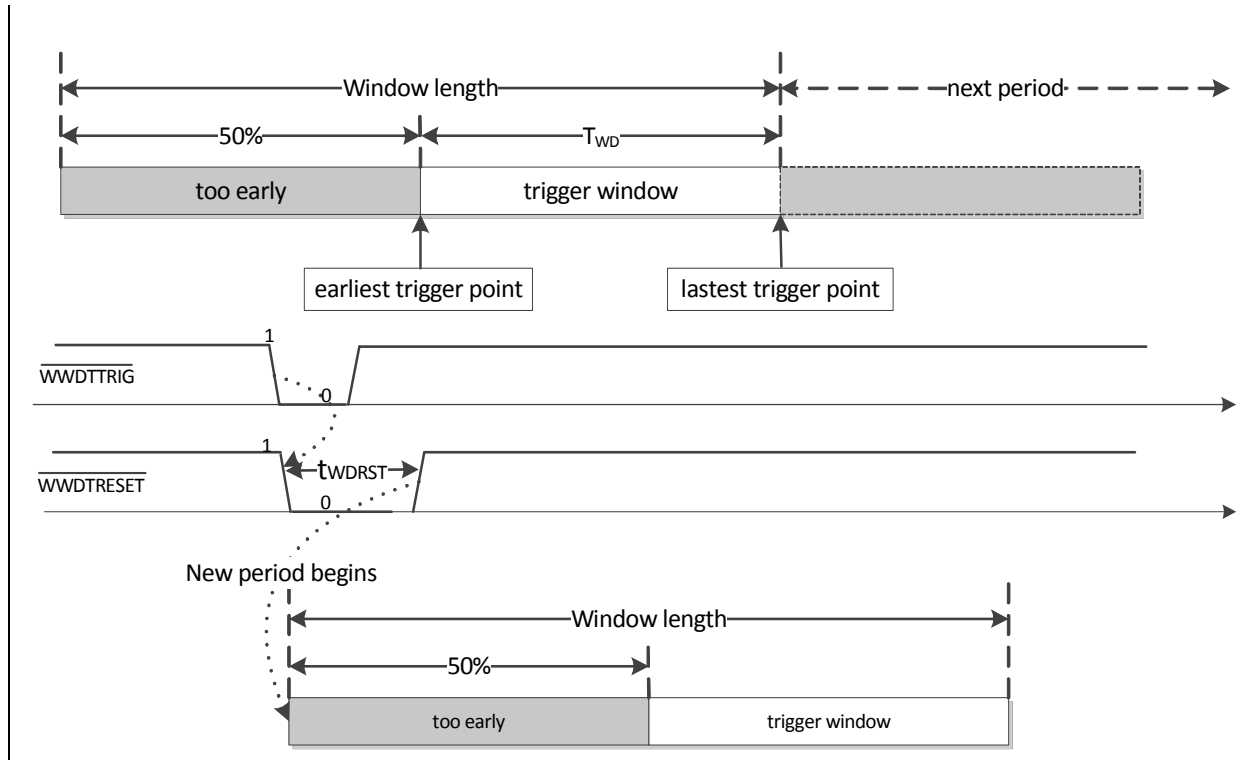 Window length
next period
50%
TWD
too early
trigger window
earliest trigger point
lastest trigger point
1
WWDTTRIG
0
1
tWDRST
WWDTRESET
0
New period begins
Window length
50%
too early
trigger window